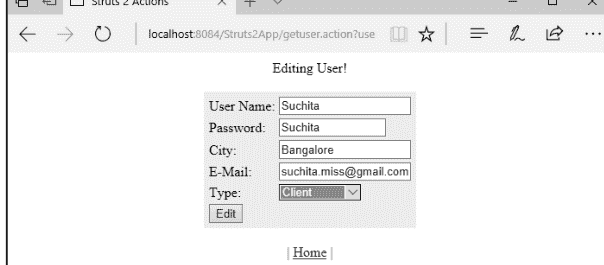 Struts 2 Actions
localhost:8084/Struts2App/getuser.action?use
Editing User!
User Name: Suchita
Password: Suchita
City: Bangalore
E-Mail: suchita.miss@gmail.com
Type: Client
Edit
| Home |